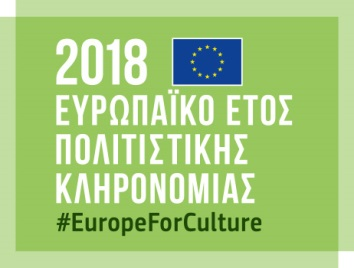 2018
ΕΥΡΩΠΑΪΚΟ ΕΤΟΣ
ΠΟΛΙΤΙΣΤΙΚΗΣ
ΚΛΗΡΟΝΟΜΙΑΣ
#EuropeForCulture